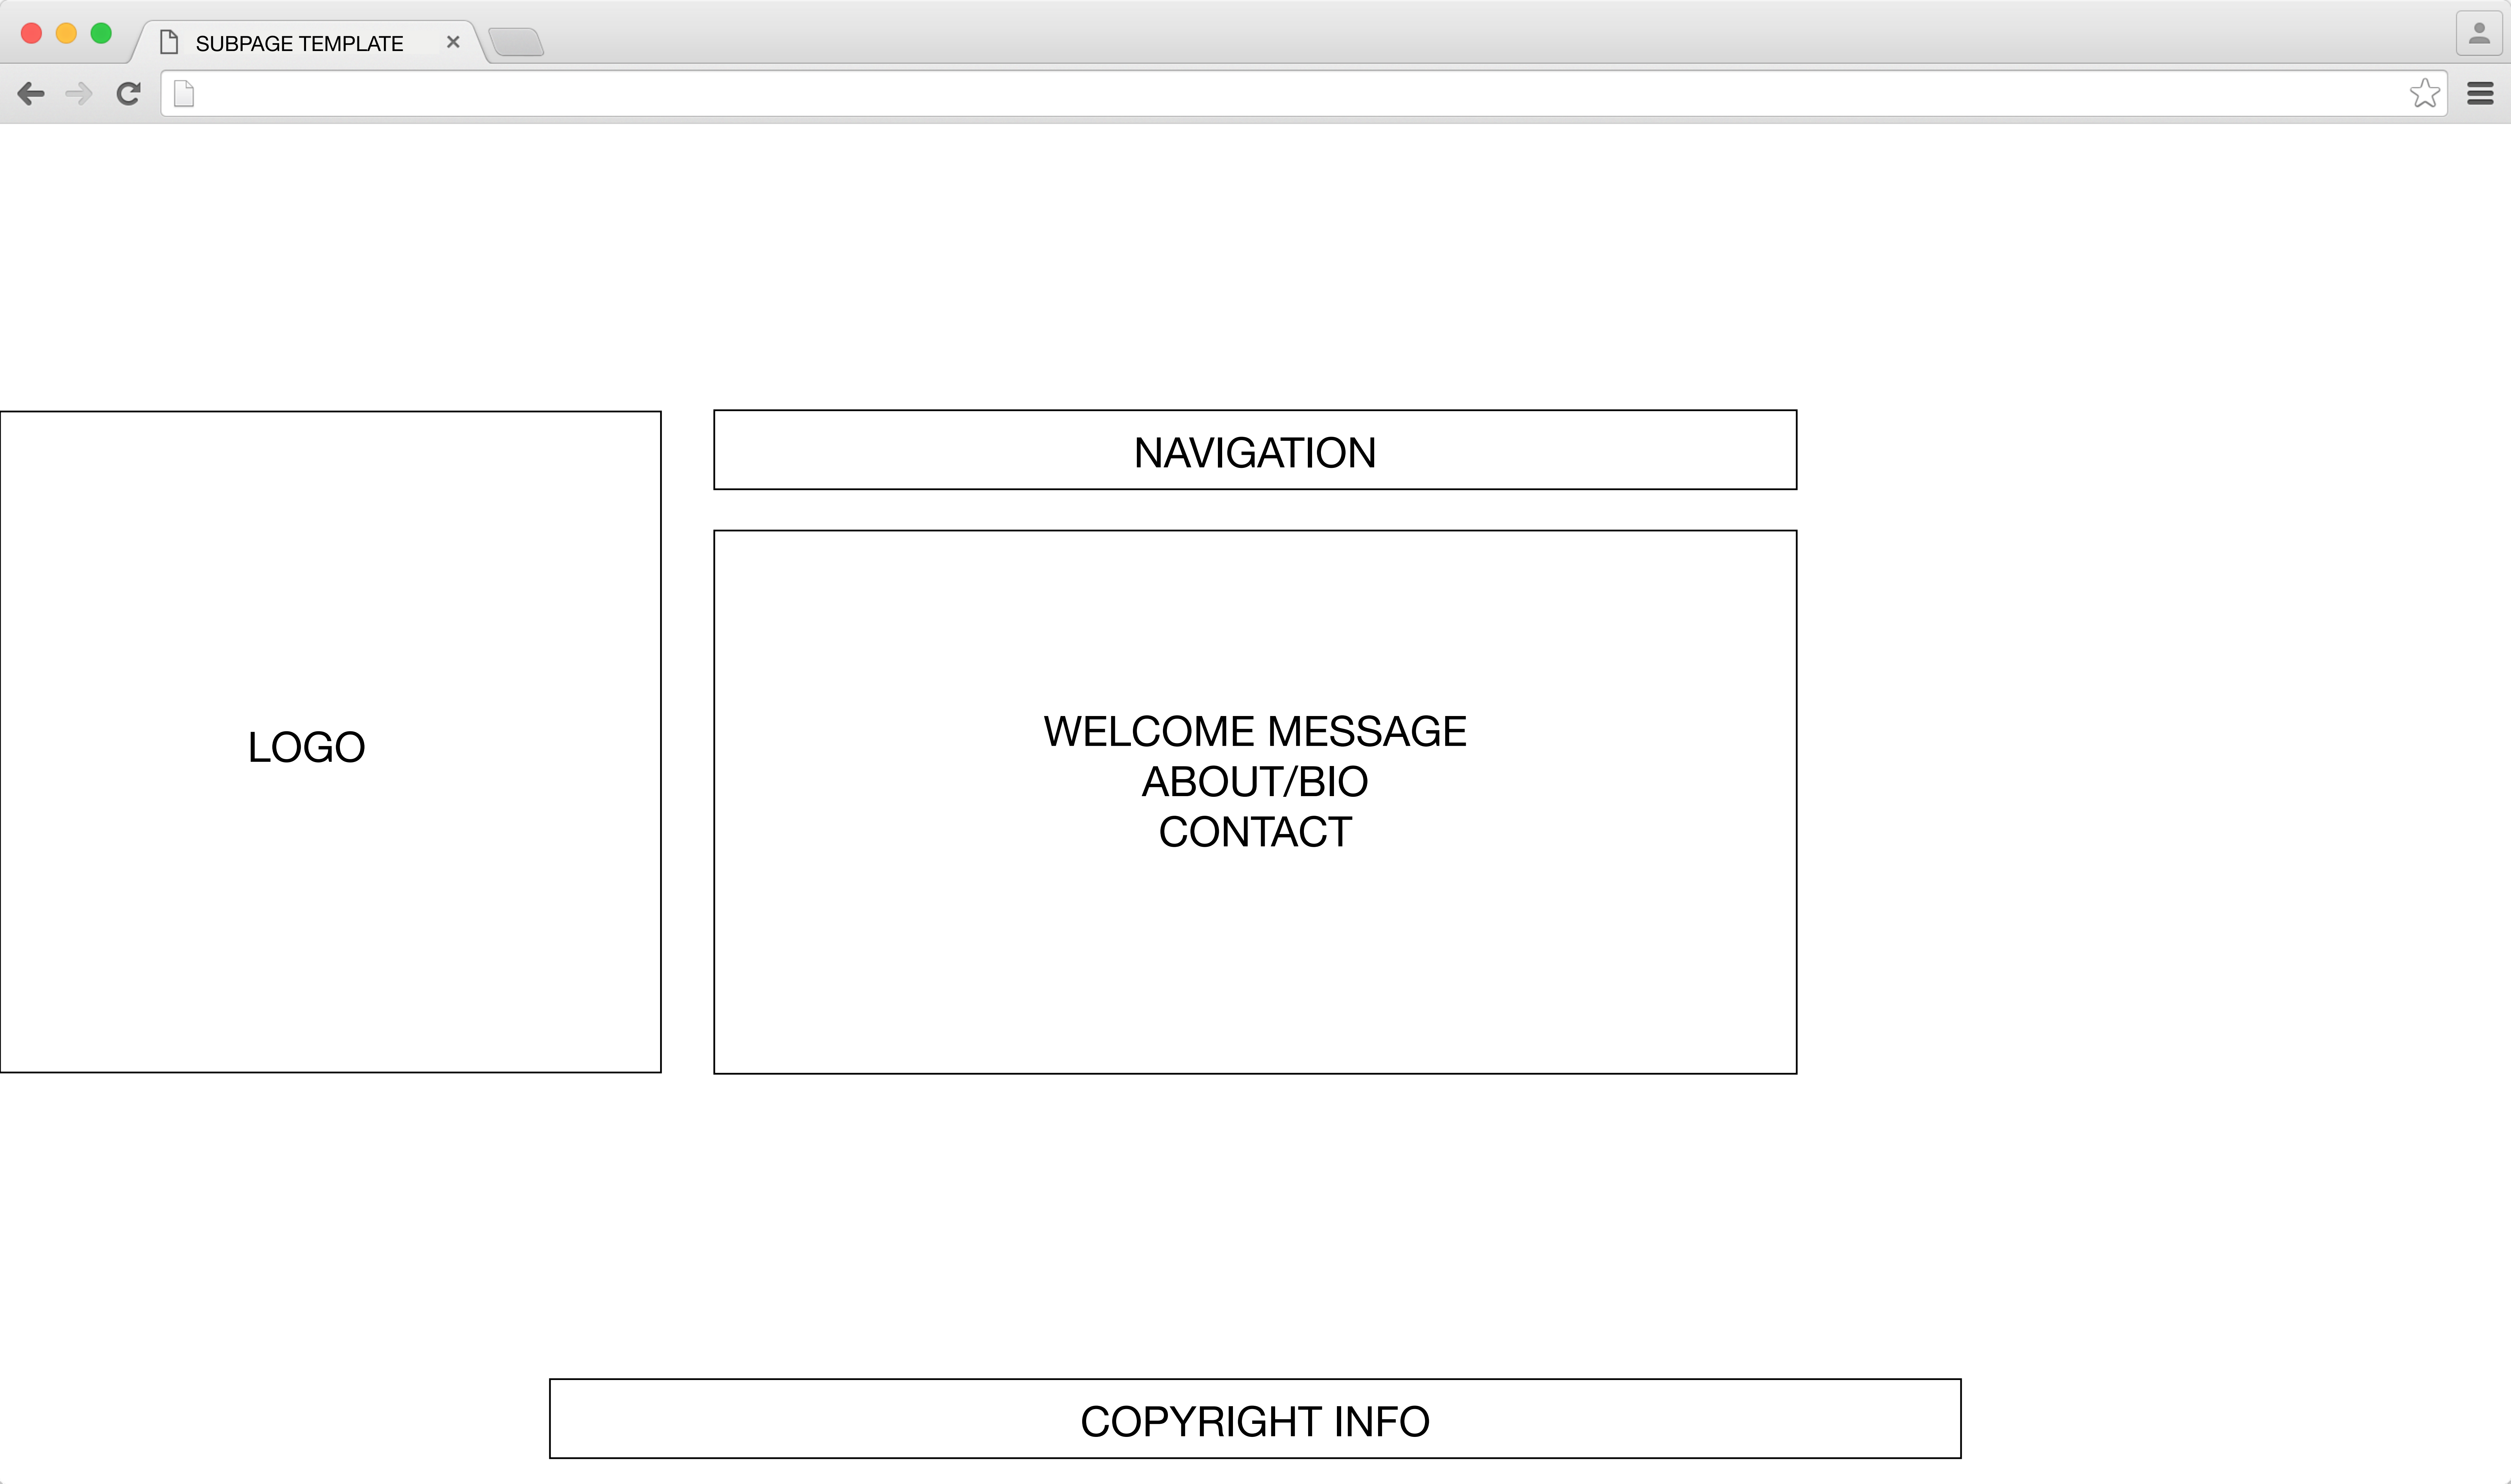 SUBPAGE TEMPLATE
NAVIGATION
LOGO
WELCOME MESSAGE
ABOUT/BIO
CONTACT
COPYRIGHT INFO